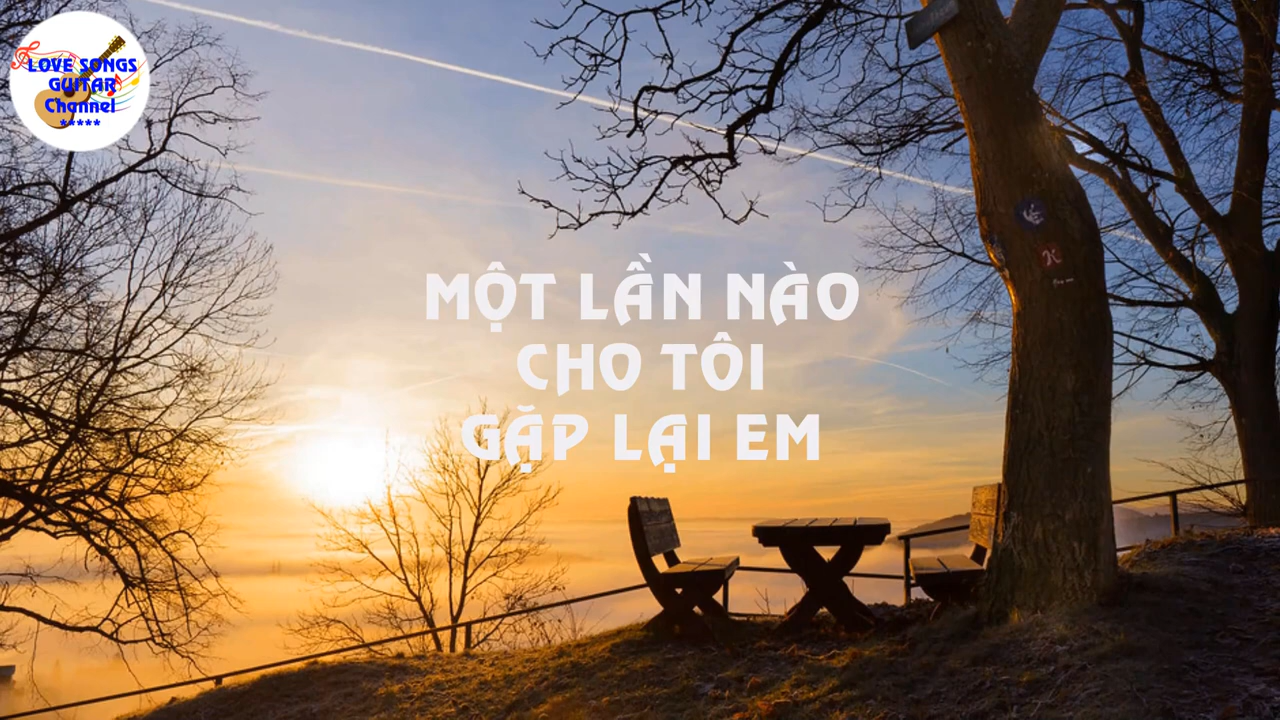 LOVE SONGS
GUITAR
Channel
*****
MỘT LẦN NÀO
CHO TÔI
GẶP LẠI EM